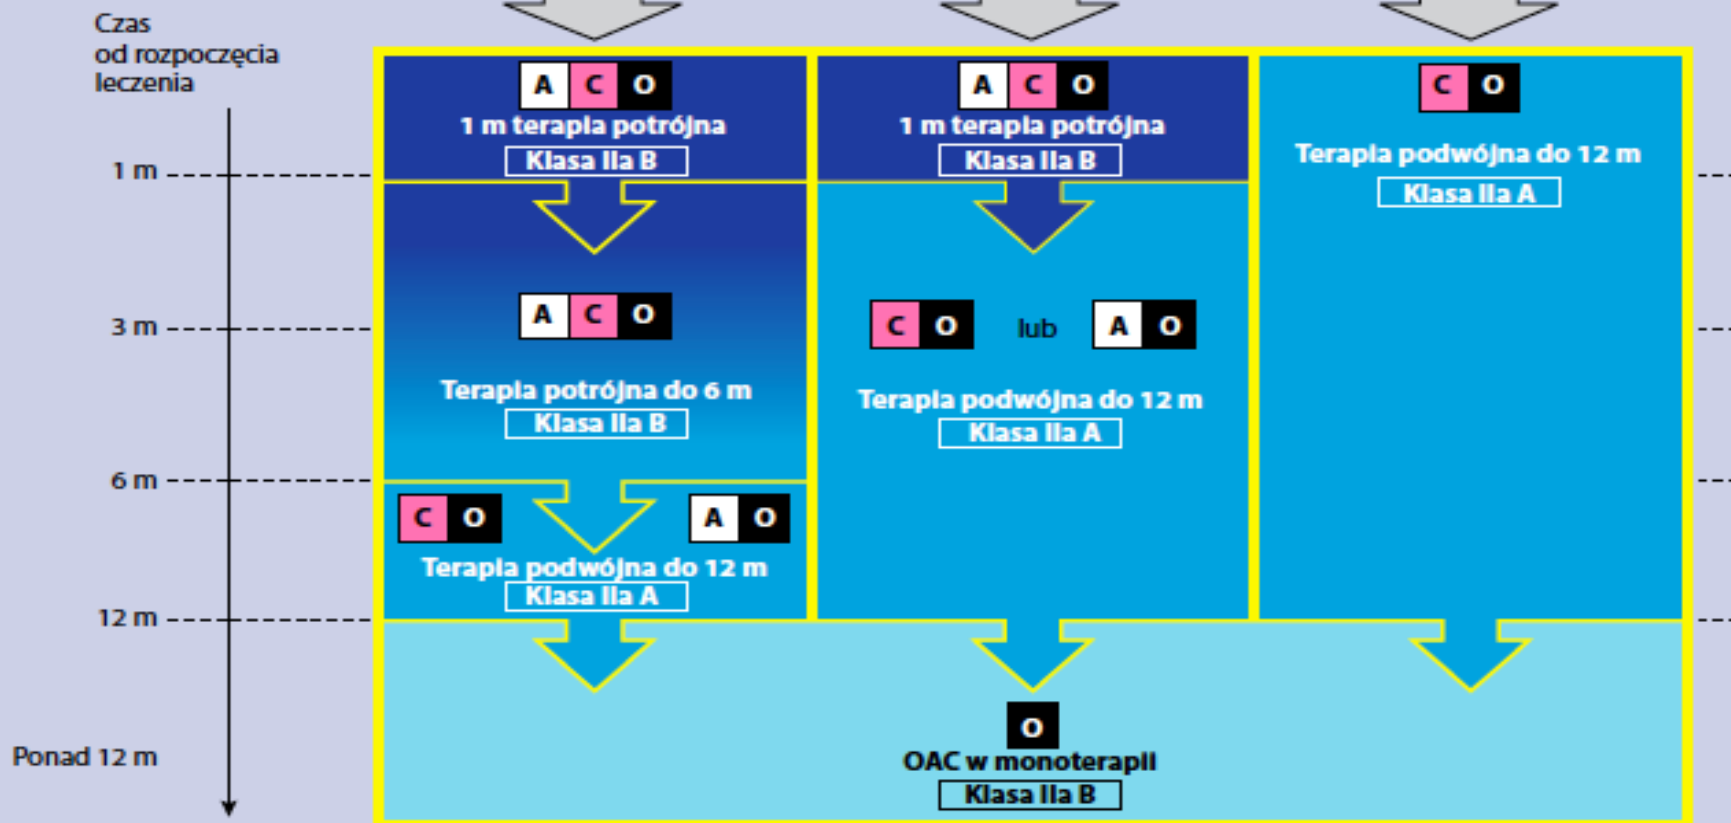 Czas
od rozpoczęcia
leczenia
A C O
1 m terapia potrójna
Klasa IIa B
A C O
1 m terapia potrójna
Klasa IIa B
C O
Terapia podwójna do 12 m
Klasa IIa A
1 m
A C O
Terapia potrójna do 6 m
Klasa IIa B
C O lub A O
Terapia podwójna do 12 m
Klasa IIa A
3 m
6 m
C O A O
Terapia podwójna do 12 m
Klasa IIa A
12 m
O
OAC w monoterapii
Klasa IIa B
Ponad 12 m